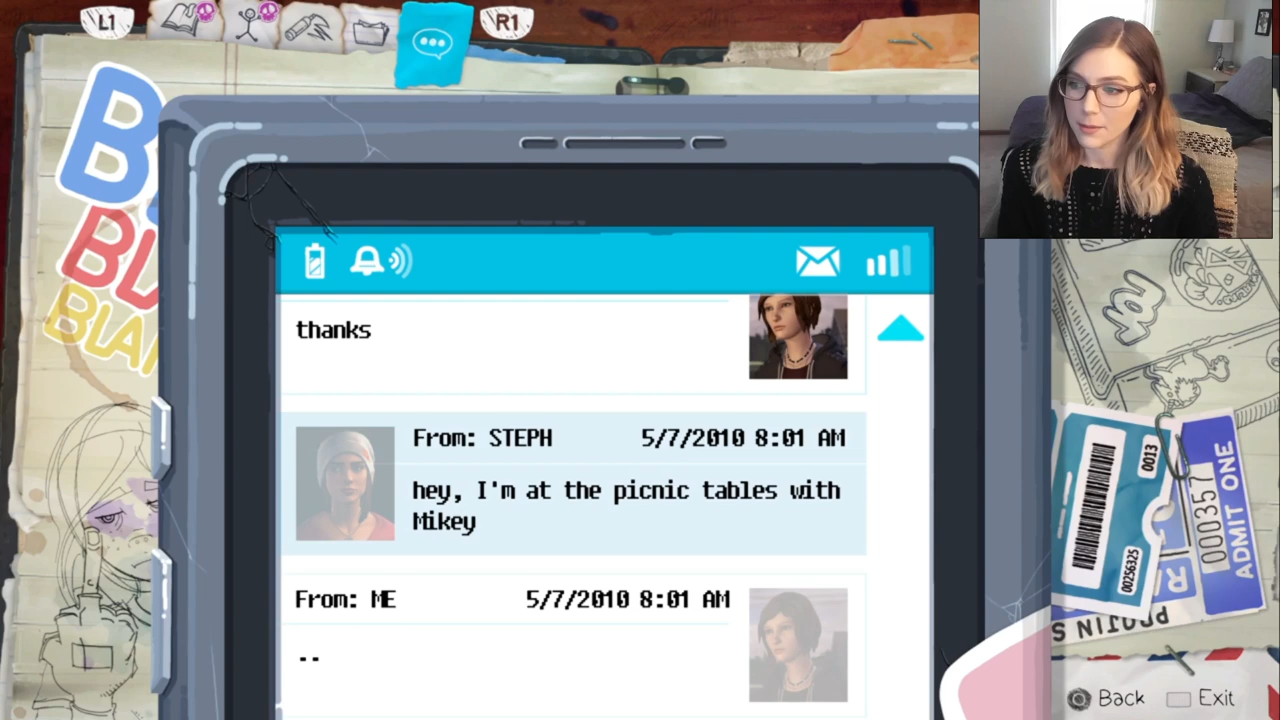 L1
R1
thanks
From: STEPH 5/7/2010 8:01 AM
hey, I'm at the picnic tables with
Mikey
From: ME 5/7/2010 8:01 AM
..
0013
00256325
000357
ADMIT ONE
Back
Exit